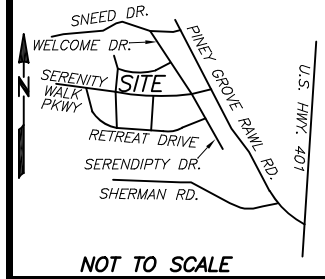 SNEED DR.
WELCOME DR.
PINEY GROVE RAWL RD.
U.S. HWY. 401
N
SERENITY
WALK
PKWY
SITE
RETREAT DRIVE
SERENDIPTY DR.
SHERMAN RD.
NOT TO SCALE